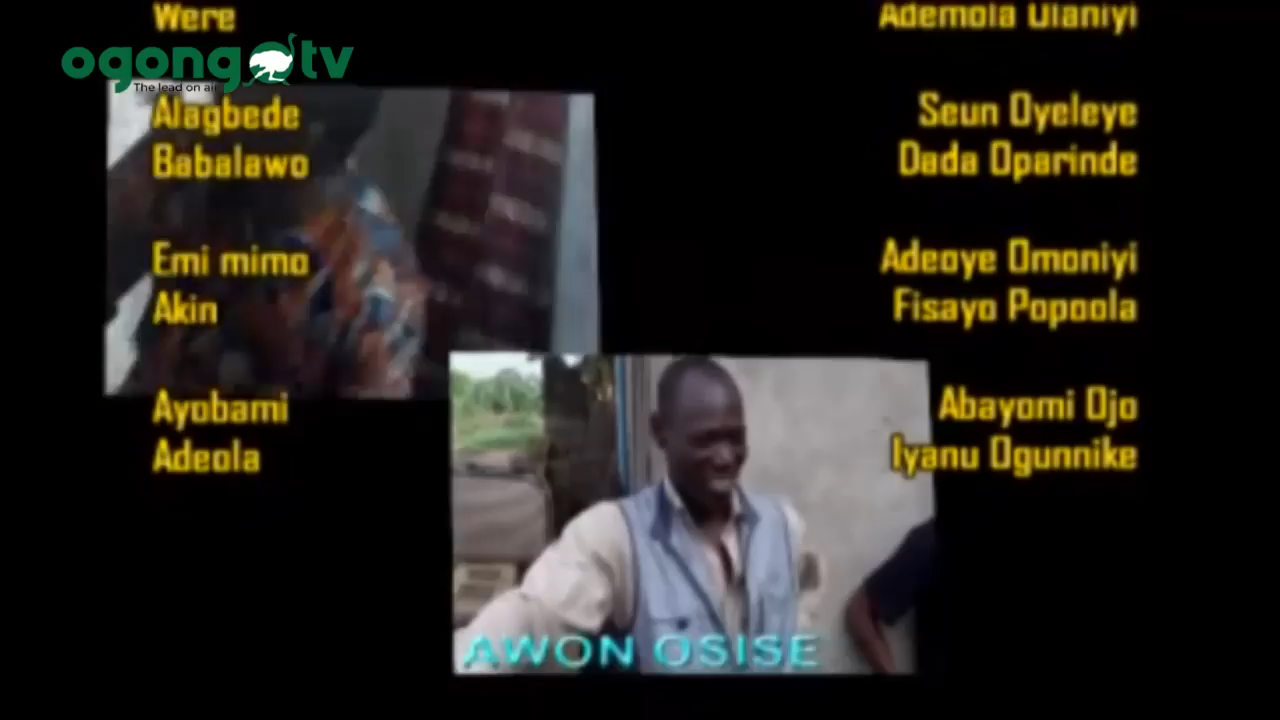 Were Ademola Olaniyi
ogongo tv
The lead on air
Alagbede Seun Oyeleye
Babalawo Dada Oparinde
Emi mimo Adeoye Omoniyi
Akin Fisayo Popoola
Ayobami Abayomi Ojo
Adeola Iyanu Ogunnike
AWON OSISE